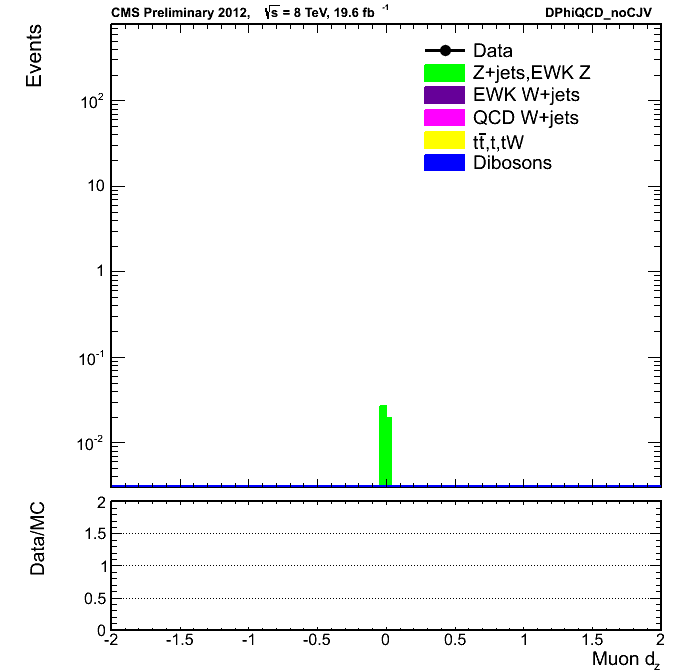 CMS Preliminary 2012, √s = 8 TeV, 19.6 fb⁻¹ DPhiQCD_noCJV
Events
Data
Z+jets,EWK Z
EWK W+jets
QCD W+jets
tt̅,t,tW
Dibosons
10²
10
1
10⁻¹
10⁻²
Data/MC
2
1.5
1
0.5
0
-2 -1.5 -1 -0.5 0 0.5 1 1.5 2
Muon d_z